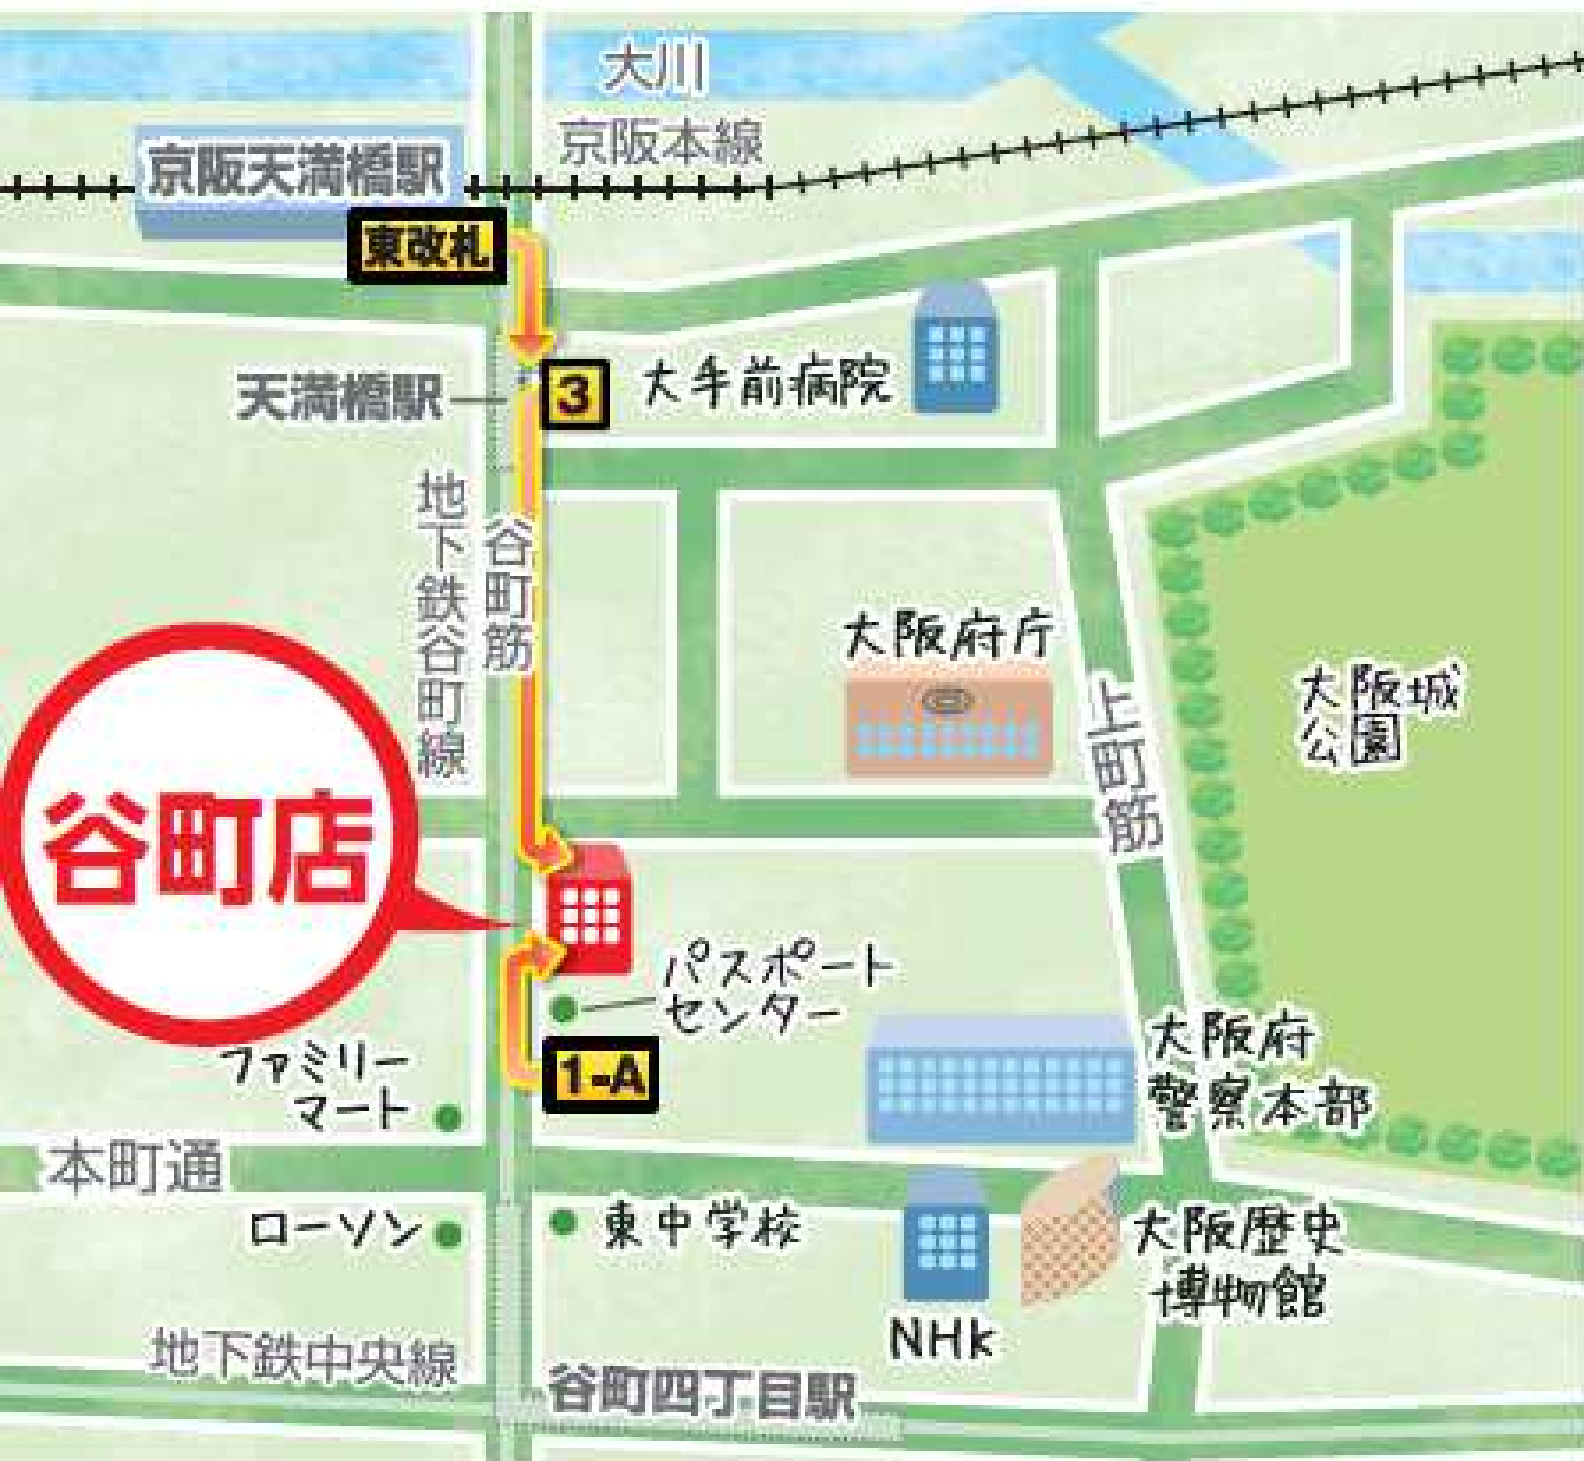 大川
京阪本線
京阪天満橋駅
東改札
天満橋駅
3
大手前病院
地下鉄谷町線
谷町筋
大阪府庁
上町筋
大阪城
公園
谷町店
パスポート
センター
1-A
ファミリー
マート
大阪府
警察本部
本町通
ローソン
東中学校
NHK
大阪歴史
博物館
地下鉄中央線
谷町四丁目駅